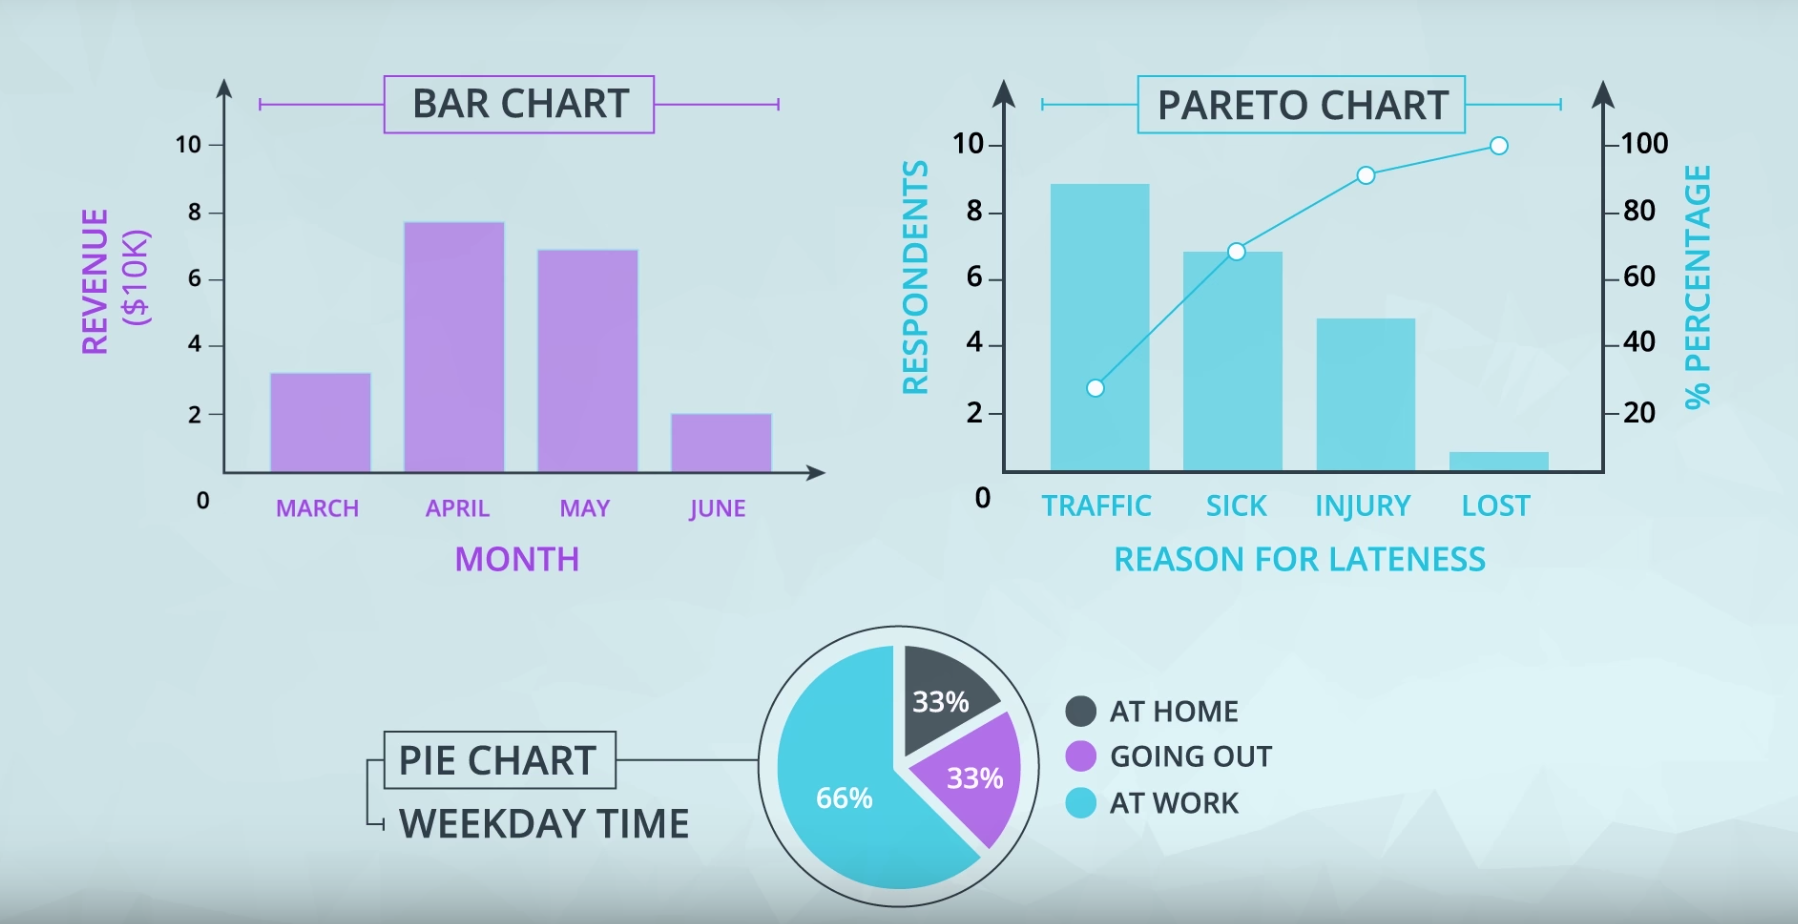 BAR CHART
10
8
6
4
2
0
REVENUE
($10K)
MARCH APRIL MAY JUNE
MONTH
PARETO CHART
10
8
6
4
2
0
RESPONDENTS
100
80
60
40
20
% PERCENTAGE
TRAFFIC SICK INJURY LOST
REASON FOR LATENESS
PIE CHART
WEEKDAY TIME
33%
33%
66%
AT HOME
GOING OUT
AT WORK